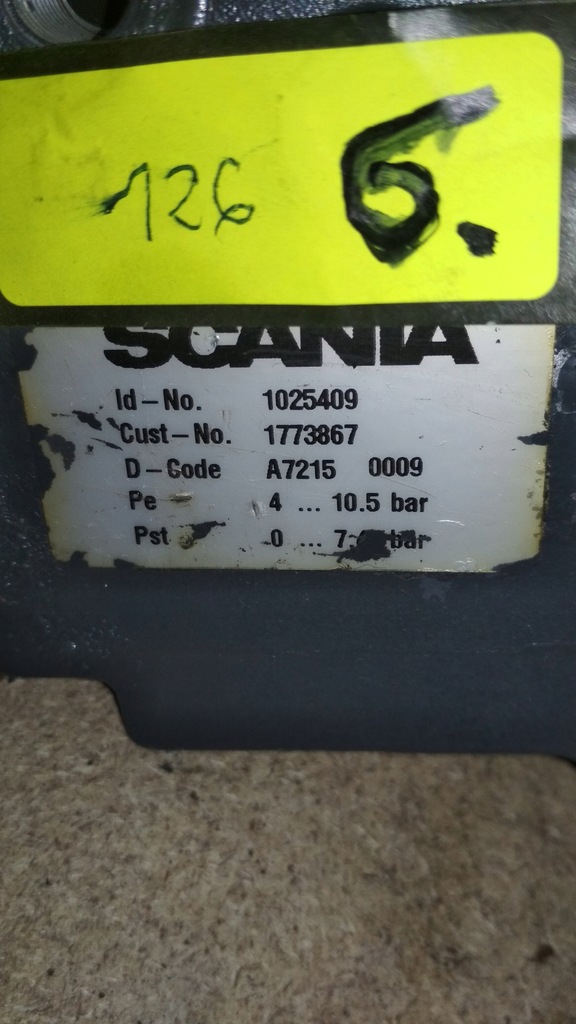 126 6.
SCANIA
Id-No. 1025409
Cust-No. 1773867
D-Code A7215 0009
Pe 4 ... 10.5 bar
Pst 0 ... bar